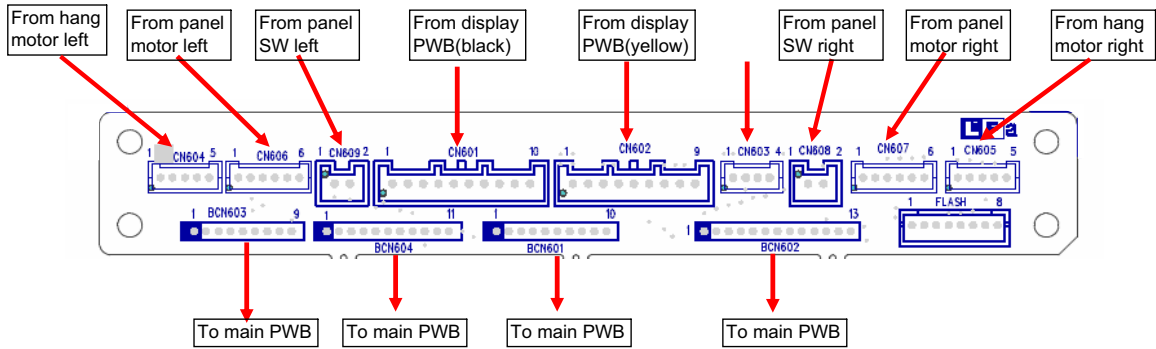 From hang
motor left
From panel
motor left
From panel
SW left
From display
PWB(black)
From display
PWB(yellow)
From panel
SW right
From panel
motor right
From hang
motor right
1 CN604 5
1 CN606 6
1 CN609 2
1 CN601 10
1 CN602 9
1 CN603 4
1 CN608 2
1 CN607 6
1 CN605 5
1 BCN603 9
1 11
BCN604
1 10
BCN601
1 13
BCN602
1 FLASH 8
To main PWB
To main PWB
To main PWB
To main PWB